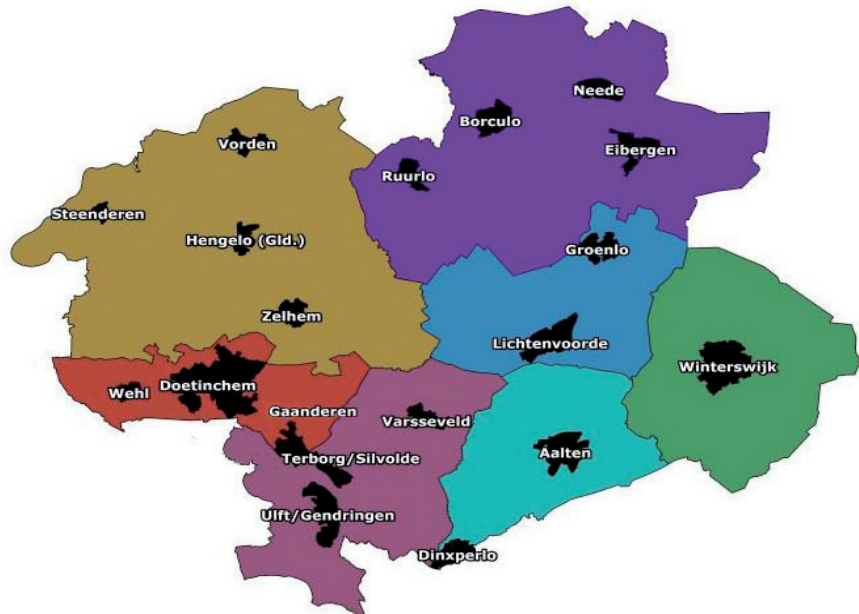 Neede
Borculo
Vorden
Eibergen
Ruurlo
Steenderen
Hengelo (Gld.)
Groenlo
Zelhem
Lichtenvoorde
Winterswijk
Doetinchem
Wehl
Gaanderen
Varsseveld
Aalten
Terborg/Silvolde
Ulft/Gendringen
Dinxperlo